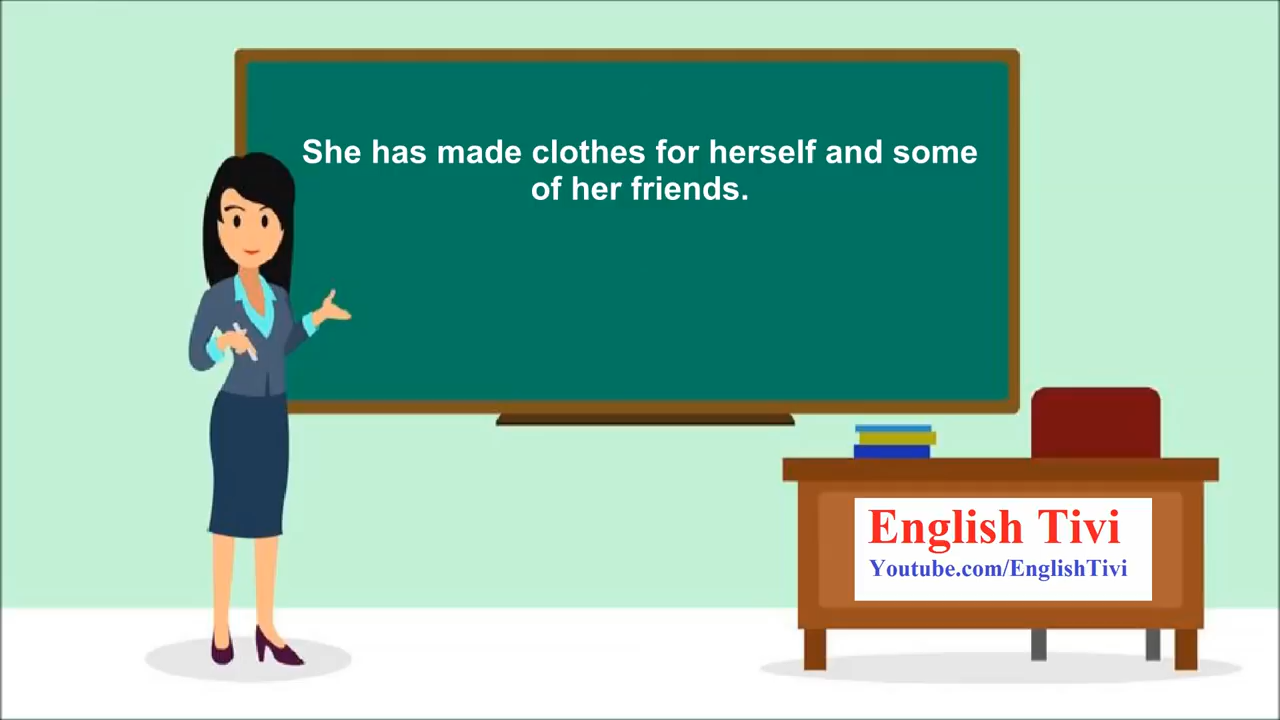 She has made clothes for herself and some
of her friends.
English Tivi
Youtube.com/EnglishTivi